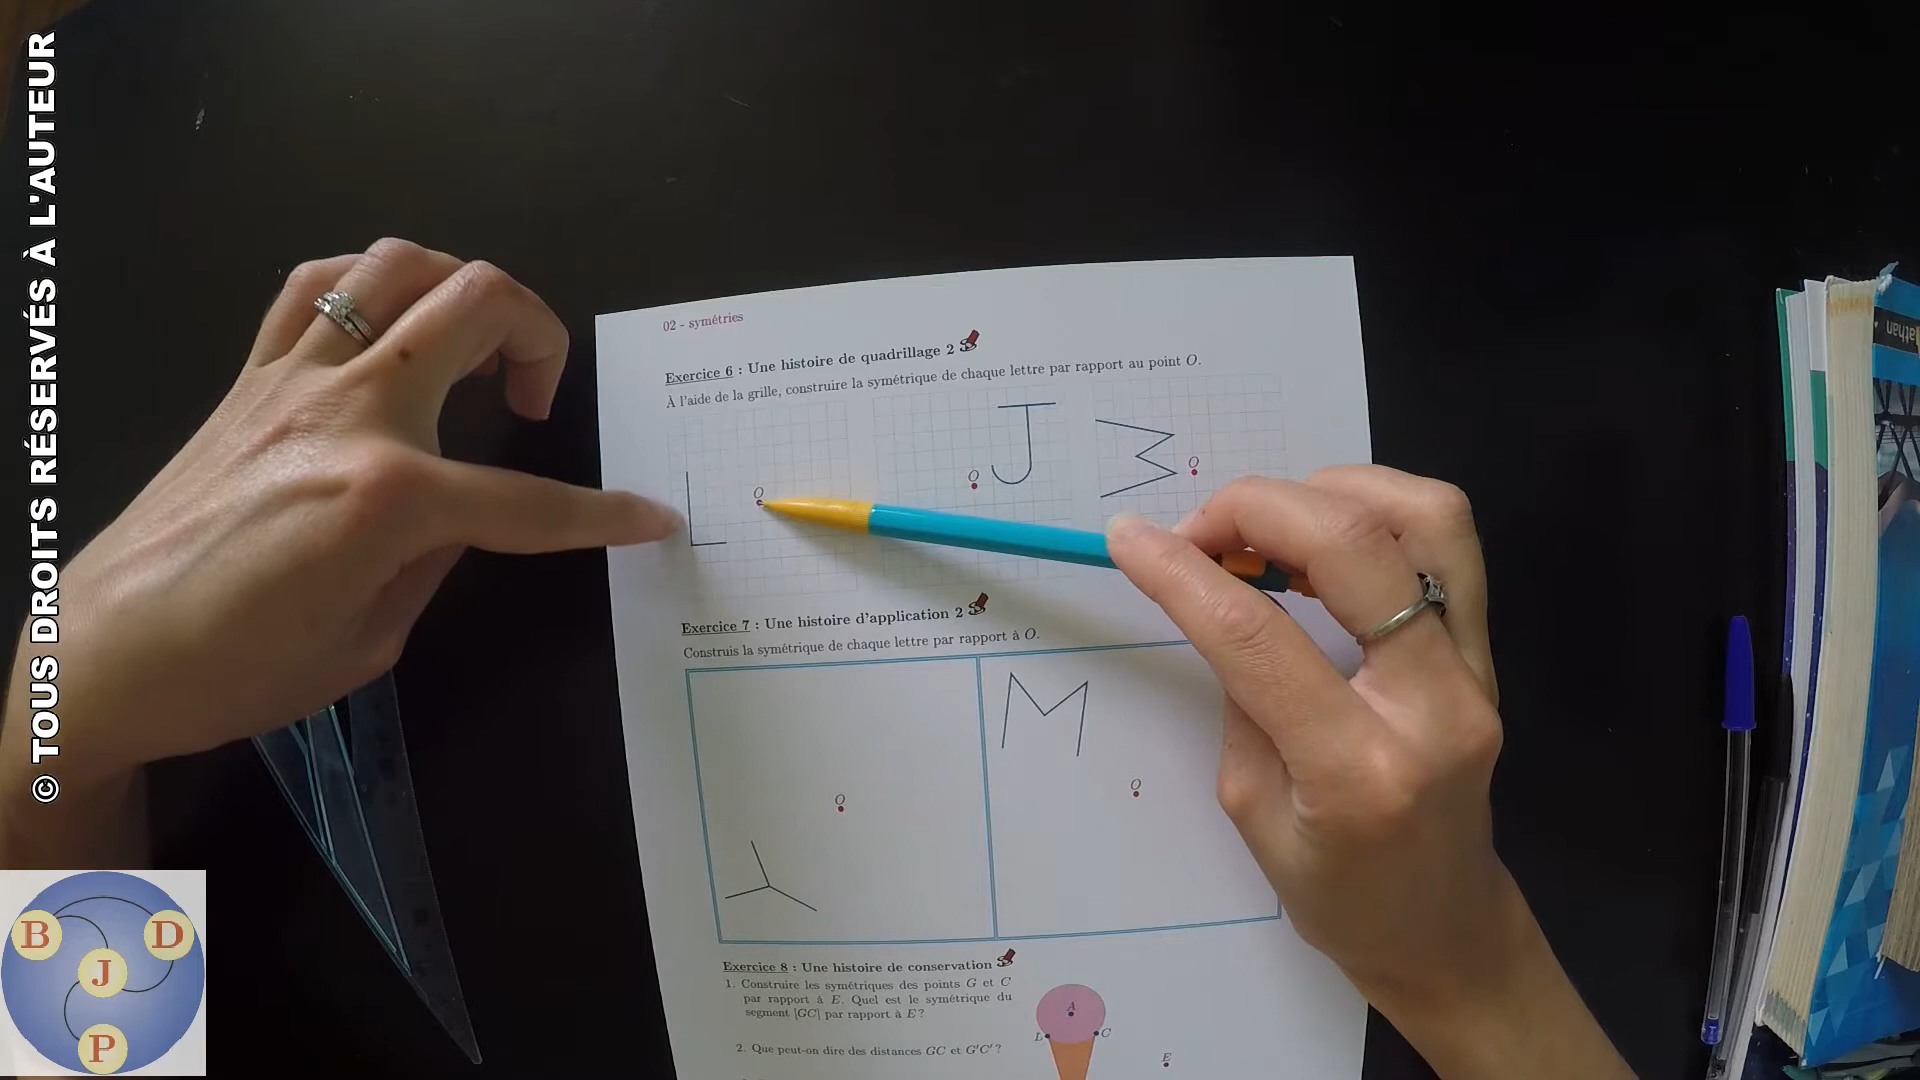 © TOUS DROITS RÉSERVÉS À L'AUTEUR
02 - symétries
Exercice 6 : Une histoire de quadrillage 2
À l'aide de la grille, construire la symétrique de chaque lettre par rapport au point O.
O
O
O
Exercice 7 : Une histoire d'application 2
Construis la symétrique de chaque lettre par rapport à O.
O
O
Exercice 8 : Une histoire de conservation
1. Construire les symétriques des points G et C
par rapport à E. Quel est le symétrique du
segment [GC] par rapport à E ?
2. Que peut-on dire des distances GC et G'C' ?
A
L
C
E
B
D
J
P
nathan